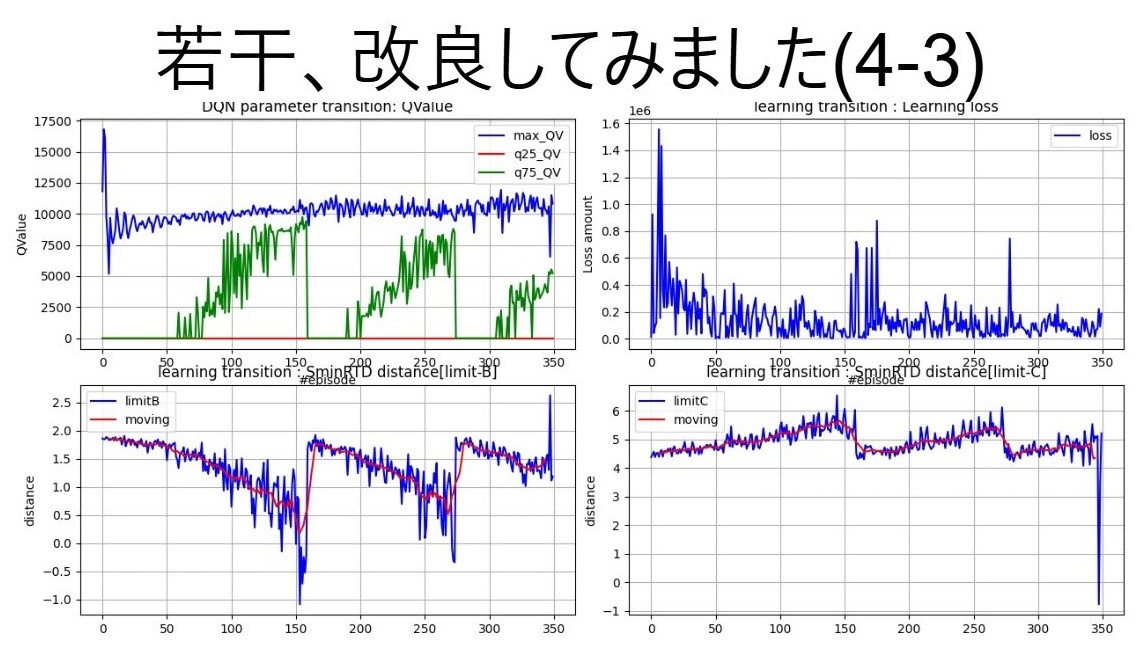 若干、改良してみました(4-3)
DQN parameter transition: QValue
17500
15000
12500
10000
7500
5000
2500
0
QValue
max_QV
q25_QV
q75_QV
0 50 100 150 200 250 300 350
#episode
learning transition : Learning loss
1e6
1.6
1.4
1.2
1.0
0.8
0.6
0.4
0.2
0.0
Loss amount
loss
0 50 100 150 200 250 300 350
#episode
learning transition : SminRTD distance[limit-B]
2.5
2.0
1.5
1.0
0.5
0.0
−0.5
−1.0
distance
limitB
moving
0 50 100 150 200 250 300 350
learning transition : SminRTD distance[limit-C]
6
5
4
3
2
1
0
−1
distance
limitC
moving
0 50 100 150 200 250 300 350